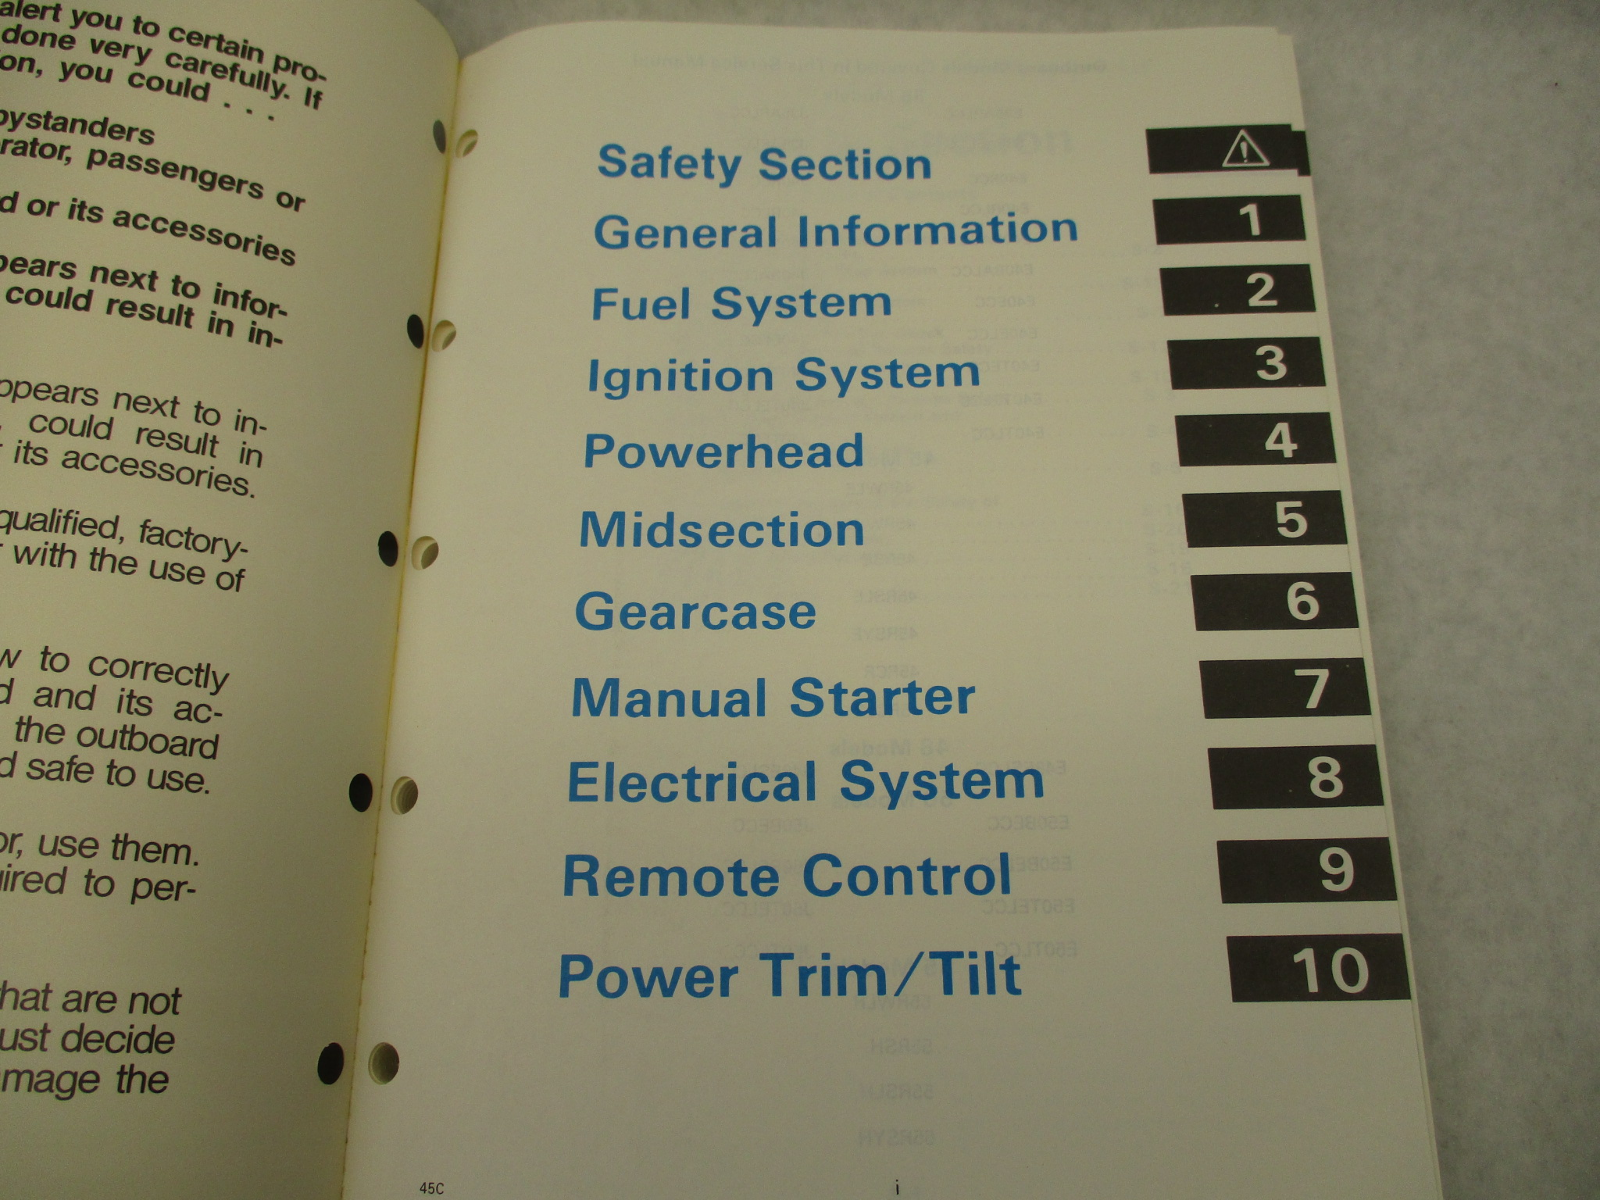 alert you to certain pro-
done very carefully. If
on, you could . . .
bystanders
rator, passengers or
d or its accessories
pears next to infor-
could result in in-
ppears next to in-
, could result in
its accessories.
qualified, factory-
with the use of
w to correctly
d and its ac-
the outboard
d safe to use.
or, use them.
ired to per-
hat are not
ust decide
mage the
Safety Section
General Information 1
Fuel System 2
Ignition System 3
Powerhead 4
Midsection 5
Gearcase 6
Manual Starter 7
Electrical System 8
Remote Control 9
Power Trim/Tilt 10
45C i